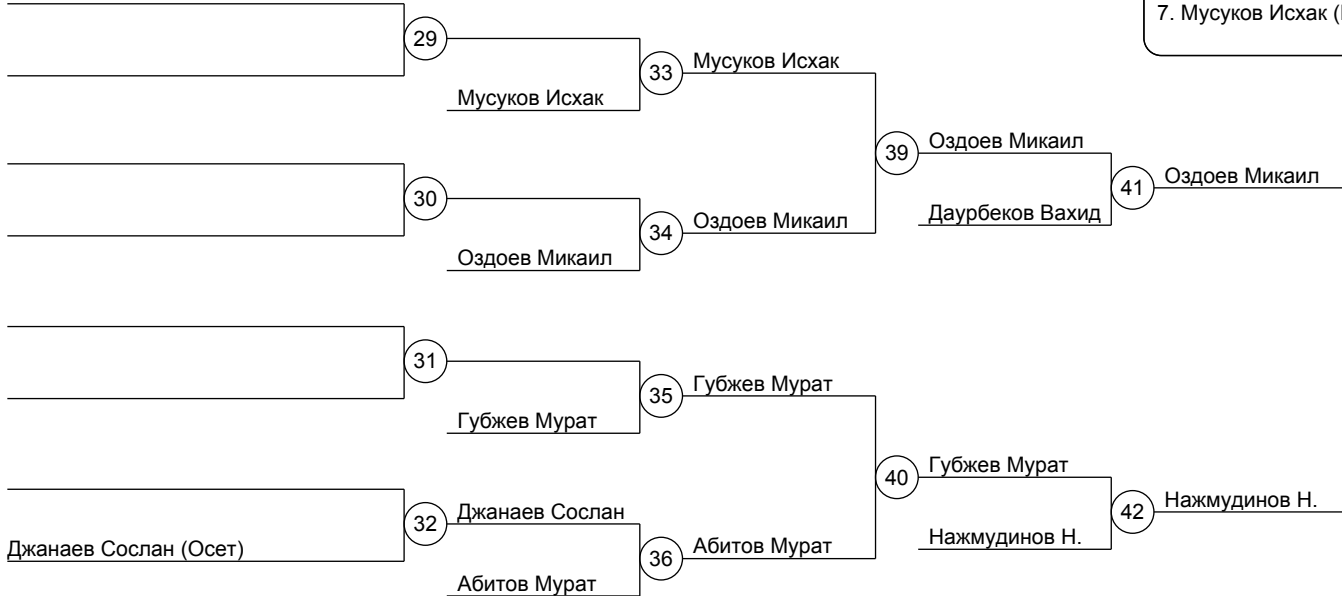 7. Мусуков Исхак (
29
33
Мусуков Исхак
Мусуков Исхак
39
Оздоев Микаил
41
Оздоев Микаил
30
34
Оздоев Микаил
Даурбеков Вахид
Оздоев Микаил
31
35
Губжев Мурат
Губжев Мурат
40
Губжев Мурат
42
Нажмудинов Н.
32
Джанаев Сослан
Нажмудинов Н.
Джанаев Сослан (Осет)
36
Абитов Мурат
Абитов Мурат